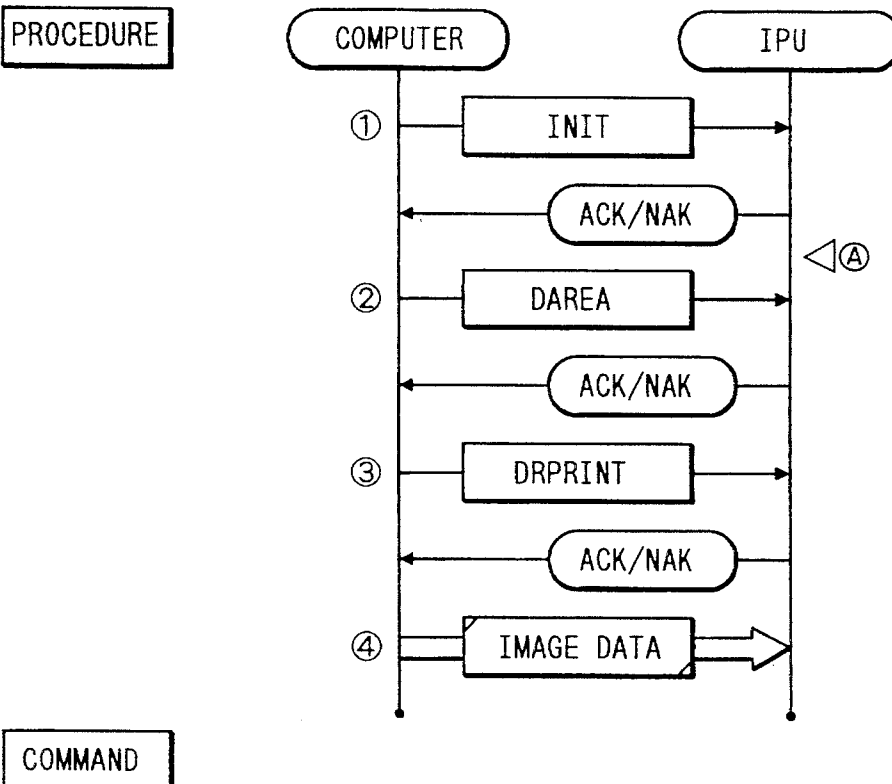 PROCEDURE
COMPUTER
IPU
① INIT
ACK/NAK
Ⓐ
② DAREA
ACK/NAK
③ DRPRINT
ACK/NAK
④ IMAGE DATA
COMMAND